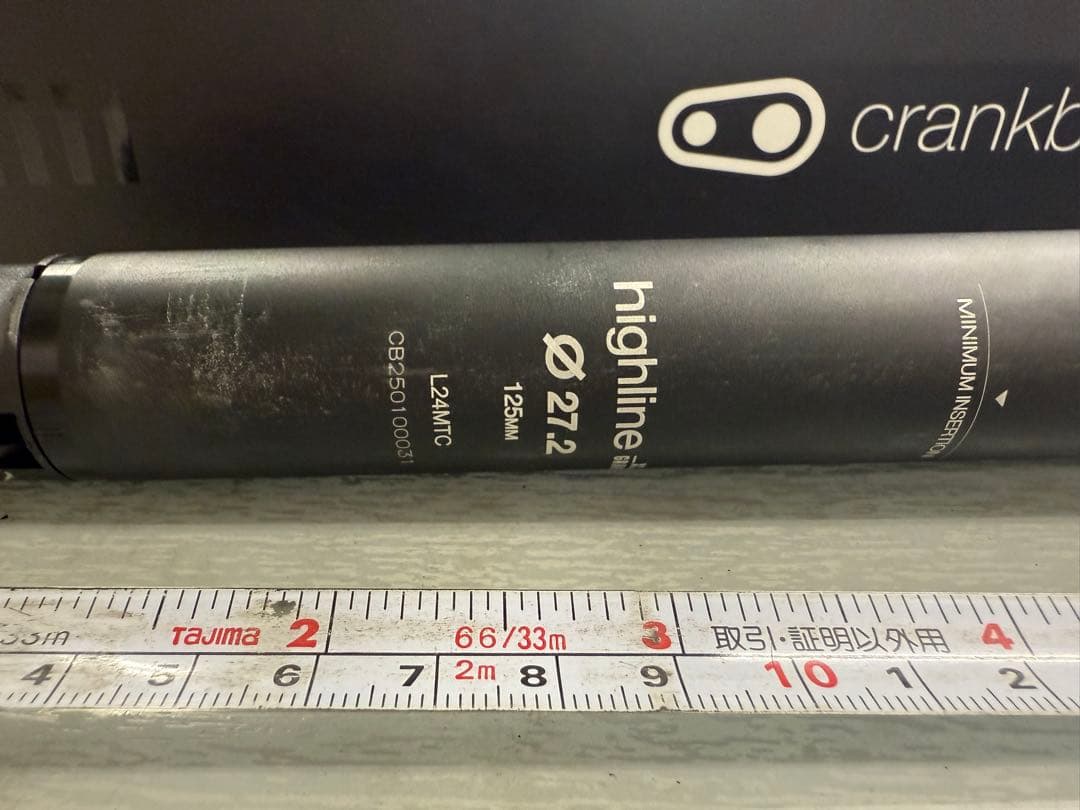 crankb
highline
Ø 27.2
125MM
L24MTC
CB250100031
MINIMUM INSERTION
33m Tajima 2 66/33m 3 取引・証明以外用 4
4 5 6 7 2m 8 9 10 1 2